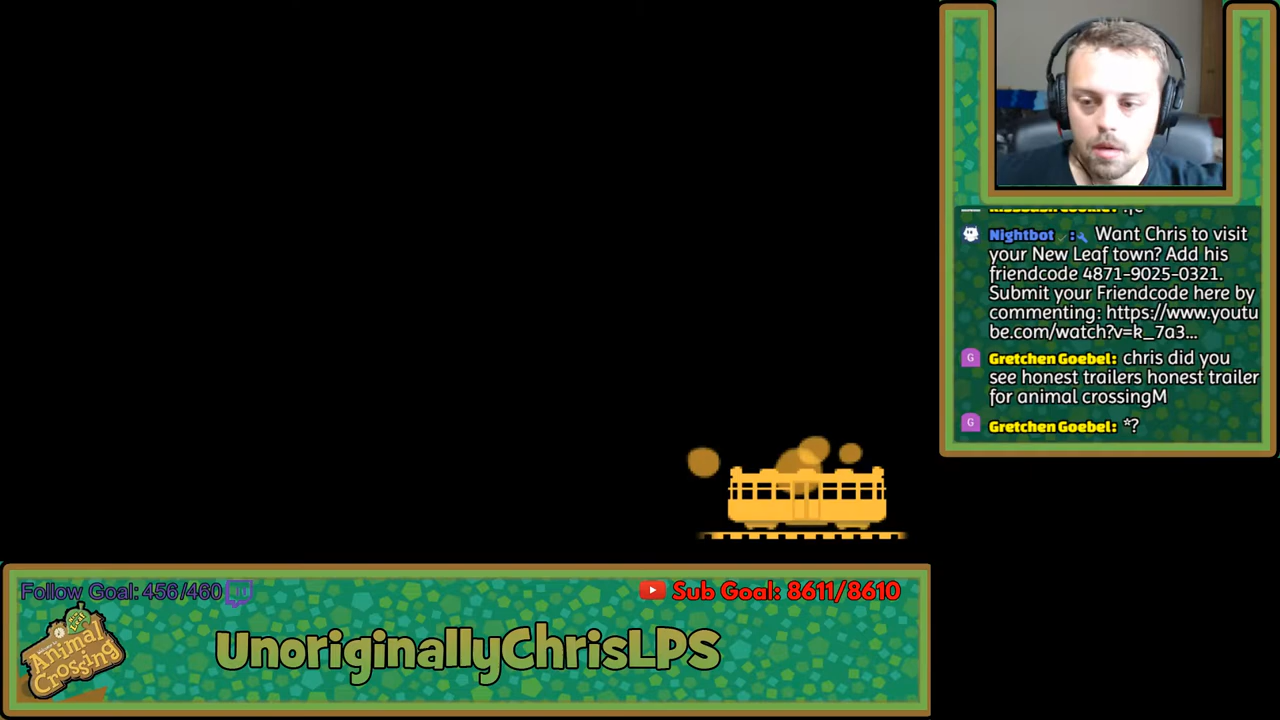 Nightbot : Want Chris to visit
your New Leaf town? Add his
friendcode 4871-9025-0321.
Submit your Friendcode here by
commenting: https://www.youtu
be.com/watch?v=k_7a3...
Gretchen Goebel: chris did you
see honest trailers honest trailer
for animal crossingM
Gretchen Goebel: *?
Follow Goal: 456/460
Sub Goal: 8611/8610
Animal
Crossing
UnoriginallyChrisLPS